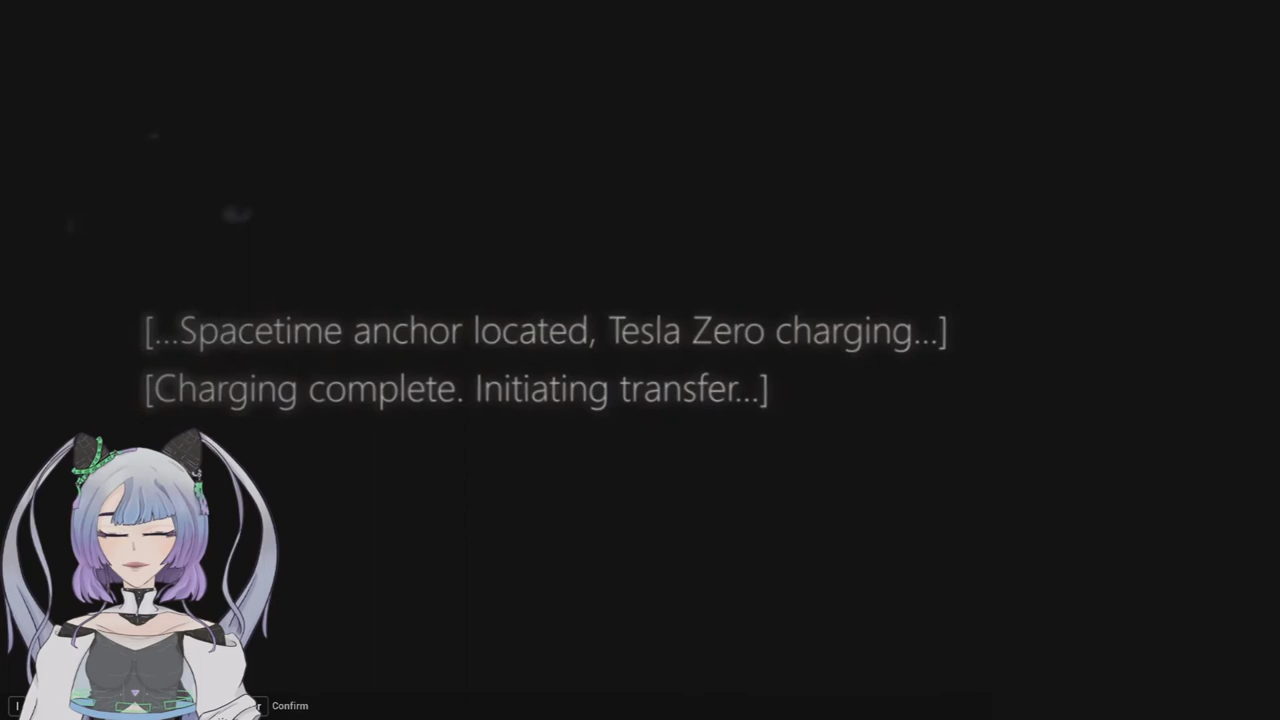 [...Spacetime anchor located, Tesla Zero charging...]
[Charging complete. Initiating transfer...]
Confirm